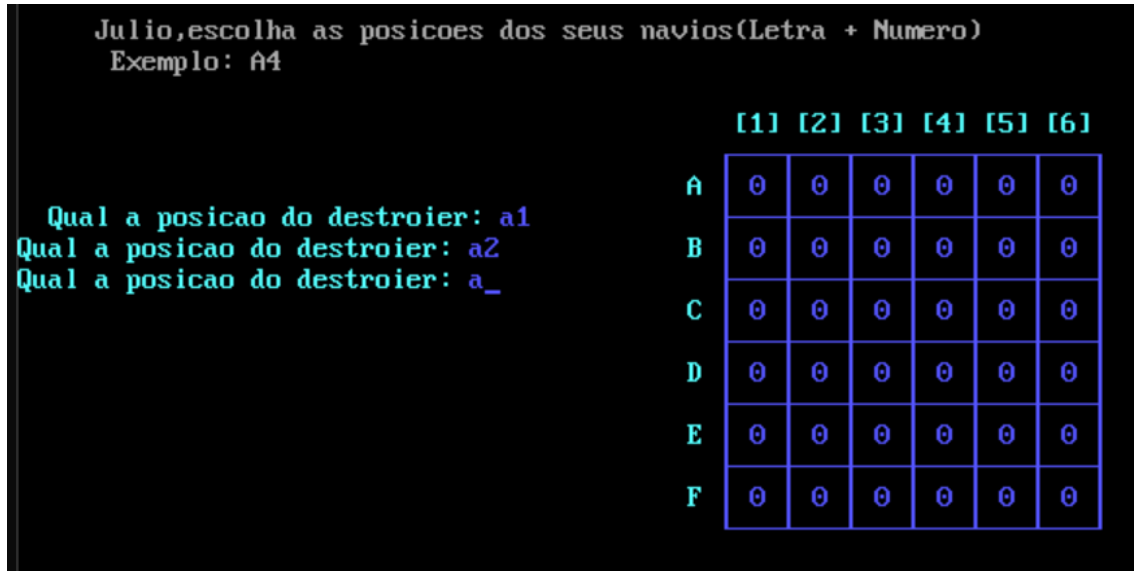 Julio,escolha as posicoes dos seus navios(Letra + Numero)
Exemplo: A4
[1] [2] [3] [4] [5] [6]
A 0 0 0 0 0 0
Qual a posicao do destroier: a1
Qual a posicao do destroier: a2
B 0 0 0 0 0 0
Qual a posicao do destroier: a_
C 0 0 0 0 0 0
D 0 0 0 0 0 0
E 0 0 0 0 0 0
F 0 0 0 0 0 0